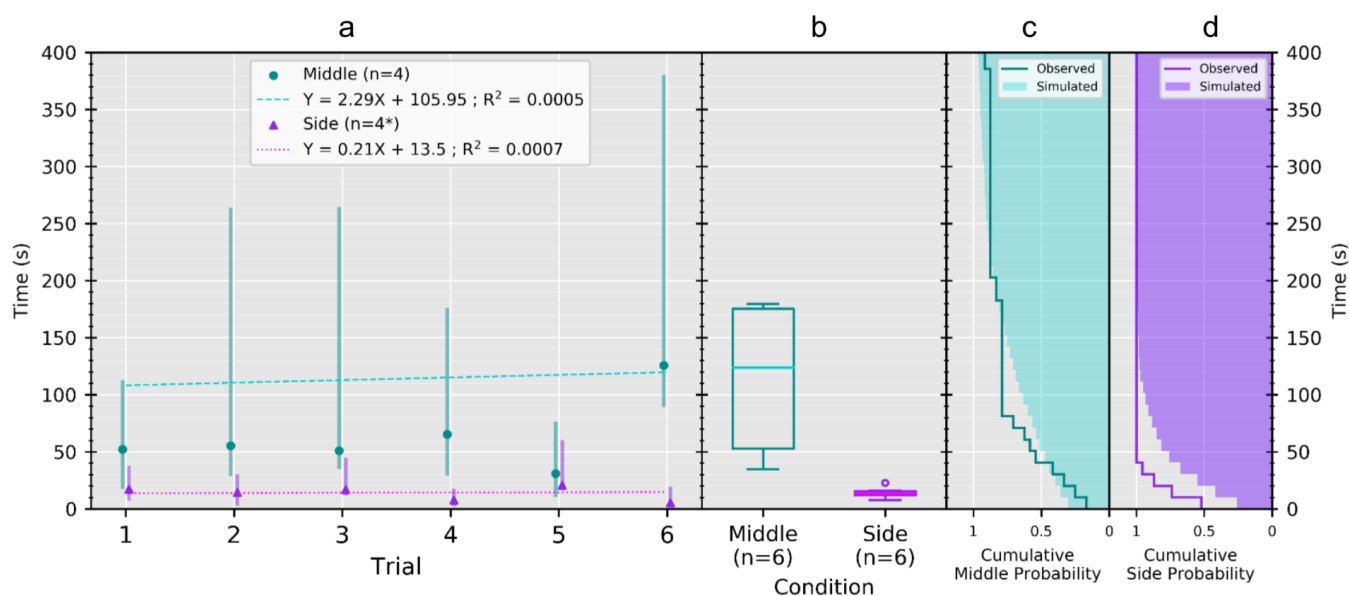 a
b
c
d
Time (s)
400
350
300
250
200
150
100
50
0
Middle (n=4)
Y = 2.29X + 105.95 ; R² = 0.0005
Side (n=4*)
Y = 0.21X + 13.5 ; R² = 0.0007
1
2
3
4
5
6
Trial
Middle
(n=6)
Side
(n=6)
Condition
Observed
Simulated
1
0.5
0
Cumulative
Middle Probability
Observed
Simulated
1
0.5
0
Cumulative
Side Probability
400
350
300
250
200
150
100
50
0
Time (s)